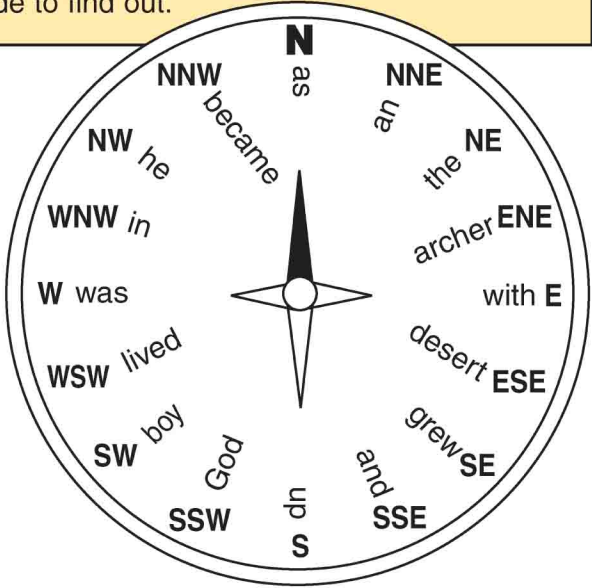 de to find out.
N as
NNE an
NE the
ENE archer
E with
ESE desert
SE grew
SSE and
S up
SSW God
SW boy
WSW lived
W was
WNW in
NW he
NNW became